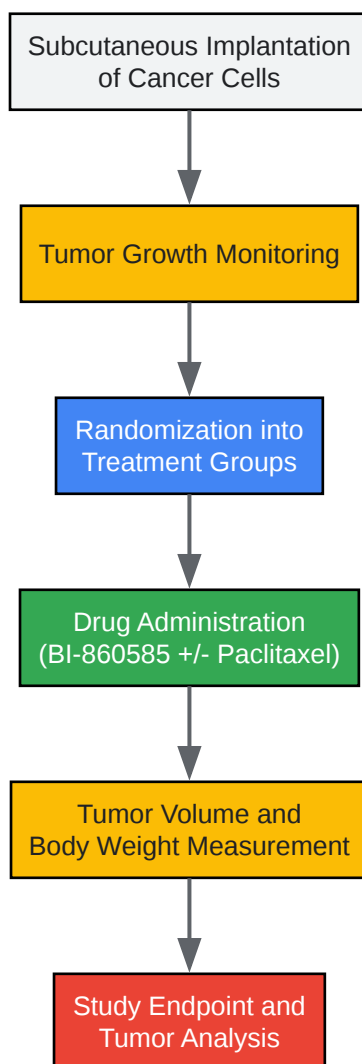 Subcutaneous Implantation
of Cancer Cells
Tumor Growth Monitoring
Randomization into
Treatment Groups
Drug Administration
(BI-860585 +/- Paclitaxel)
Tumor Volume and
Body Weight Measurement
Study Endpoint and
Tumor Analysis